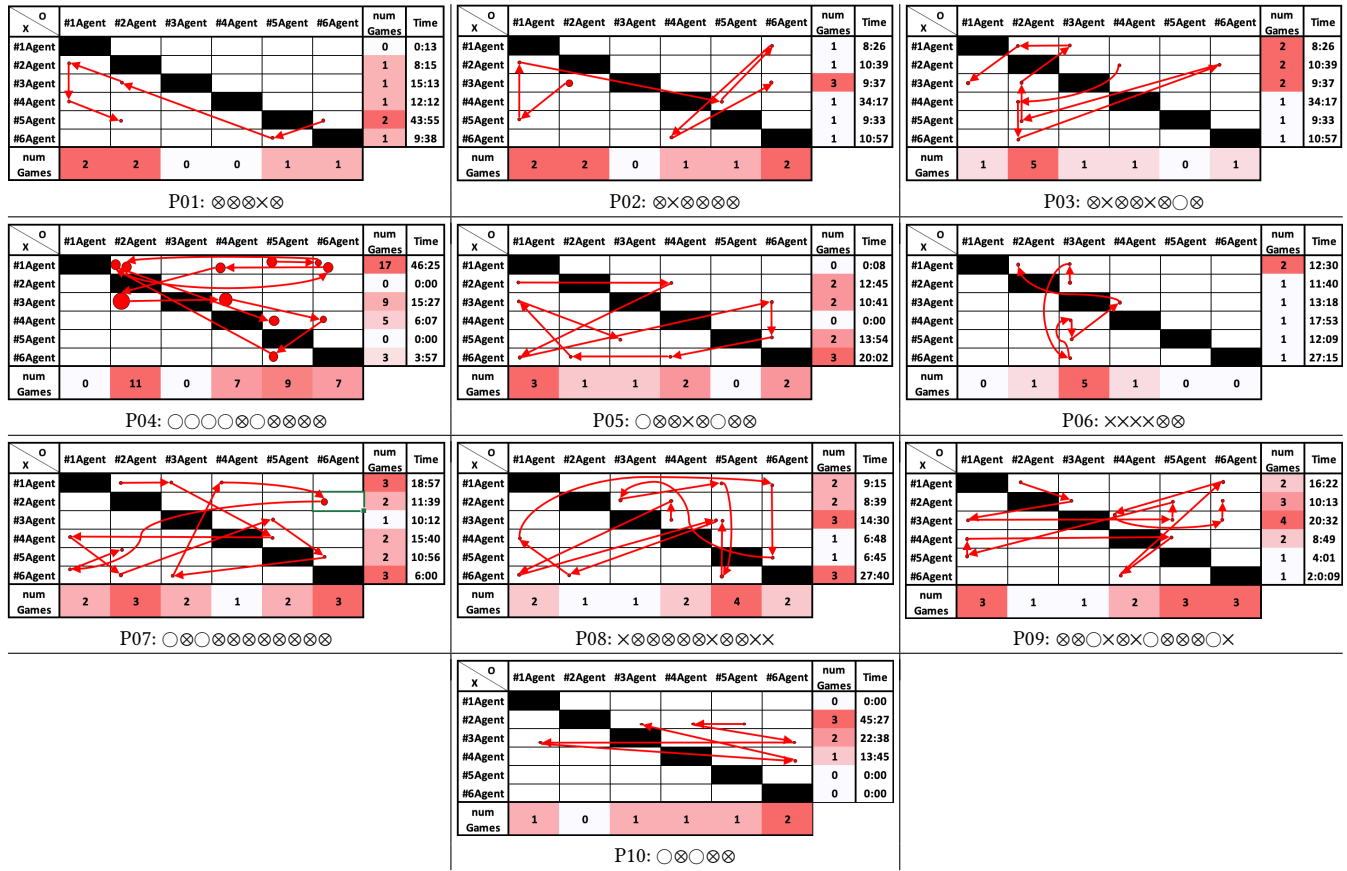 O num
X #1Agent #2Agent #3Agent #4Agent #5Agent #6Agent Games Time
#1Agent 0 0:13
#2Agent 1 8:15
#3Agent 1 15:13
#4Agent 1 12:12
#5Agent 2 43:55
#6Agent 1 9:38
num Games 2 2 0 0 1 1
P01: ⊗⊗⊗×⊗
O num
X #1Agent #2Agent #3Agent #4Agent #5Agent #6Agent Games Time
#1Agent 1 8:26
#2Agent 1 10:39
#3Agent 3 9:37
#4Agent 1 34:17
#5Agent 1 9:33
#6Agent 1 10:57
num Games 2 2 0 1 1 2
P02: ⊗×⊗⊗⊗⊗
O num
X #1Agent #2Agent #3Agent #4Agent #5Agent #6Agent Games Time
#1Agent 2 8:26
#2Agent 2 10:39
#3Agent 2 9:37
#4Agent 1 34:17
#5Agent 1 9:33
#6Agent 1 10:57
num Games 1 5 1 1 0 1
P03: ⊗×⊗⊗×⊗○⊗
O num
X #1Agent #2Agent #3Agent #4Agent #5Agent #6Agent Games Time
#1Agent 17 46:25
#2Agent 0 0:00
#3Agent 9 15:27
#4Agent 5 6:07
#5Agent 0 0:00
#6Agent 3 3:57
num Games 0 11 0 7 9 7
P04: ○○○○⊗○⊗⊗⊗⊗
O num
X #1Agent #2Agent #3Agent #4Agent #5Agent #6Agent Games Time
#1Agent 0 0:08
#2Agent 2 12:45
#3Agent 2 10:41
#4Agent 0 0:00
#5Agent 2 13:54
#6Agent 3 20:02
num Games 3 1 1 2 0 2
P05: ○⊗⊗×⊗○⊗⊗
O num
X #1Agent #2Agent #3Agent #4Agent #5Agent #6Agent Games Time
#1Agent 2 12:30
#2Agent 1 11:40
#3Agent 1 13:18
#4Agent 1 17:53
#5Agent 1 12:09
#6Agent 1 27:15
num Games 0 1 5 1 0 0
P06: ××××⊗⊗
O num
X #1Agent #2Agent #3Agent #4Agent #5Agent #6Agent Games Time
#1Agent 3 18:57
#2Agent 2 11:39
#3Agent 1 10:12
#4Agent 2 15:40
#5Agent 2 10:56
#6Agent 3 6:00
num Games 2 3 2 1 2 3
P07: ○⊗○⊗⊗⊗⊗⊗⊗⊗⊗
O num
X #1Agent #2Agent #3Agent #4Agent #5Agent #6Agent Games Time
#1Agent 2 9:15
#2Agent 2 8:39
#3Agent 3 14:30
#4Agent 1 6:48
#5Agent 1 6:45
#6Agent 3 27:40
num Games 2 1 1 2 4 2
P08: ×⊗⊗⊗⊗⊗×⊗⊗××
O num
X #1Agent #2Agent #3Agent #4Agent #5Agent #6Agent Games Time
#1Agent 2 16:22
#2Agent 3 10:13
#3Agent 4 20:32
#4Agent 2 8:49
#5Agent 1 4:01
#6Agent 1 2:0:09
num Games 3 1 1 2 3 3
P09: ⊗⊗○×⊗×○⊗⊗⊗○×
O num
X #1Agent #2Agent #3Agent #4Agent #5Agent #6Agent Games Time
#1Agent 0 0:00
#2Agent 3 45:27
#3Agent 2 22:38
#4Agent 1 13:45
#5Agent 0 0:00
#6Agent 0 0:00
num Games 1 0 1 1 1 2
P10: ○⊗○⊗⊗